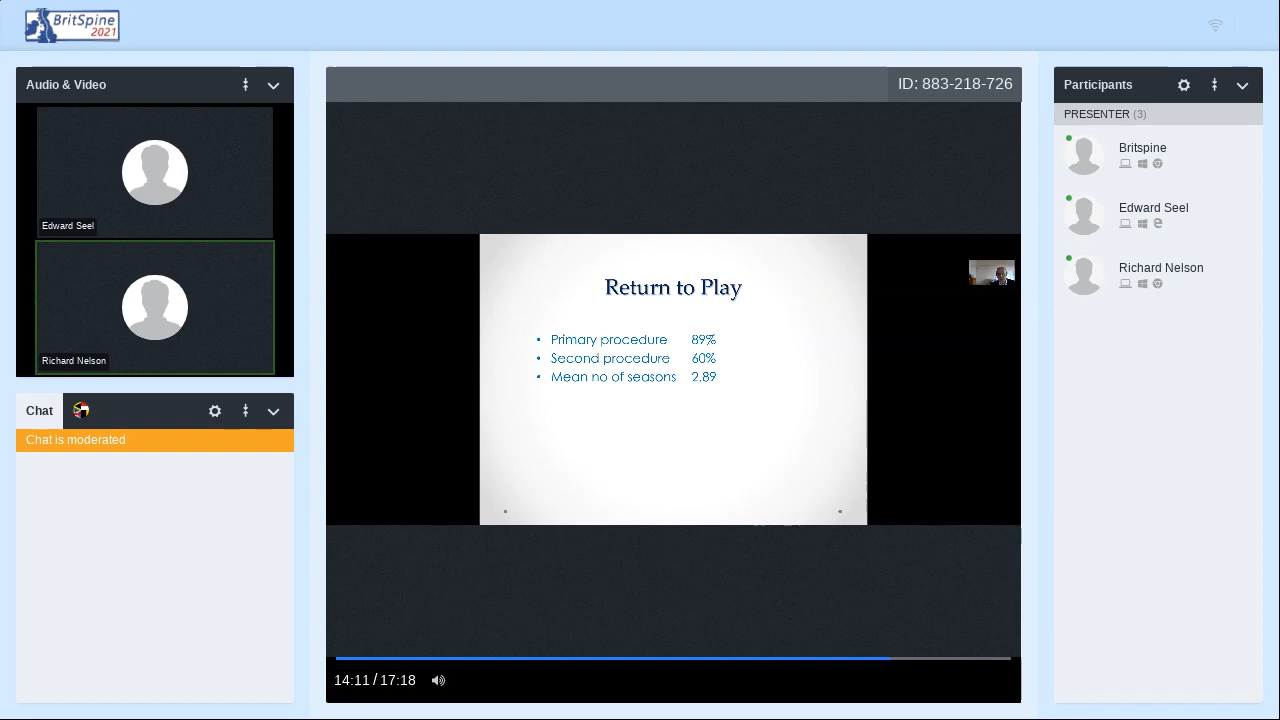 BritSpine
2021
Audio & Video
Edward Seel
Richard Nelson
Chat
Chat is moderated
ID: 883-218-726
Return to Play
• Primary procedure 89%
• Second procedure 60%
• Mean no of seasons 2.89
14:11 / 17:18
Participants
PRESENTER (3)
Britspine
Edward Seel
Richard Nelson